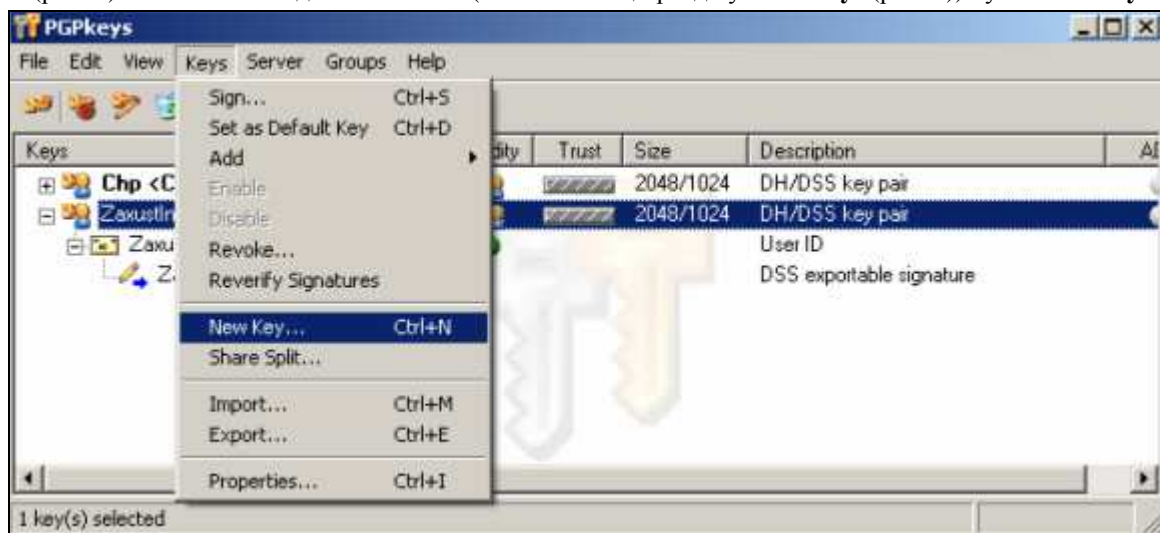 PGPkeys
File Edit View Keys Server Groups Help
Sign... Ctrl+S
Set as Default Key Ctrl+D
Keys Trust Size Description
Add
Chp <C 2048/1024 DH/DSS key pair
Enable
Zaxustin 2048/1024 DH/DSS key pair
Disable
Zaxu User ID
Revoke...
Z DSS exportable signature
Reverify Signatures
New Key... Ctrl+N
Share Split...
Import... Ctrl+M
Export... Ctrl+E
Properties... Ctrl+I
1 key(s) selected